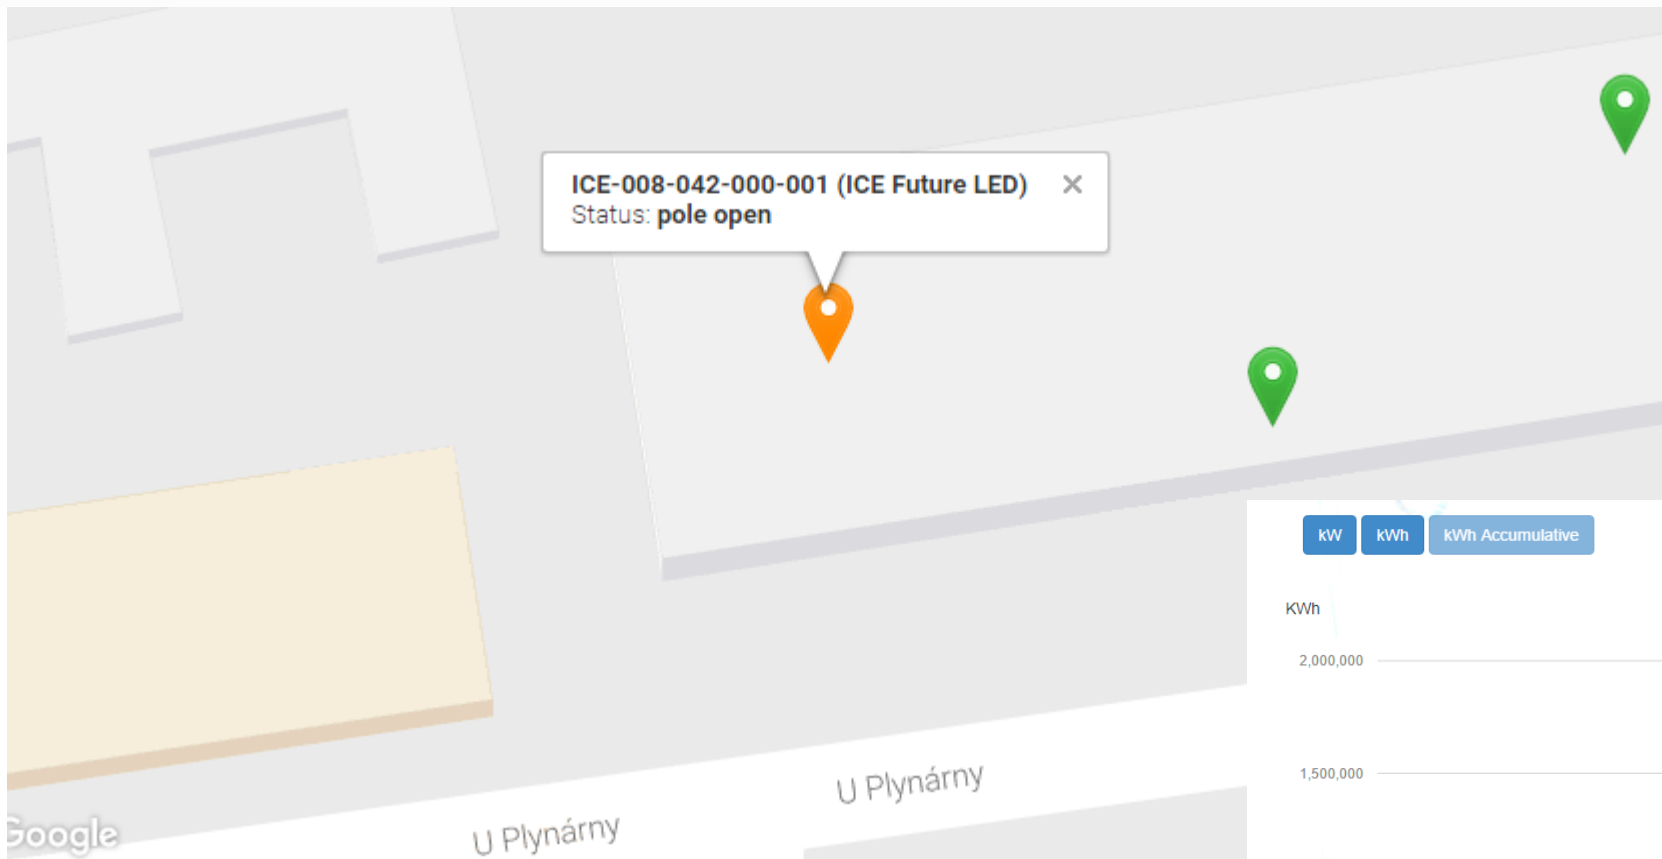 ICE-008-042-000-001 (ICE Future LED)
Status: pole open
kW kWh kWh Accumulative
KWh
2,000,000
1,500,000
U Plynárny
U Plynárny
Google